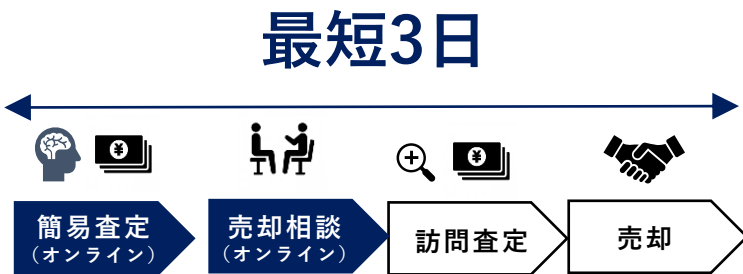 最短3日
¥
¥
簡易査定
（オンライン）
売却相談
（オンライン）
訪問査定
売却